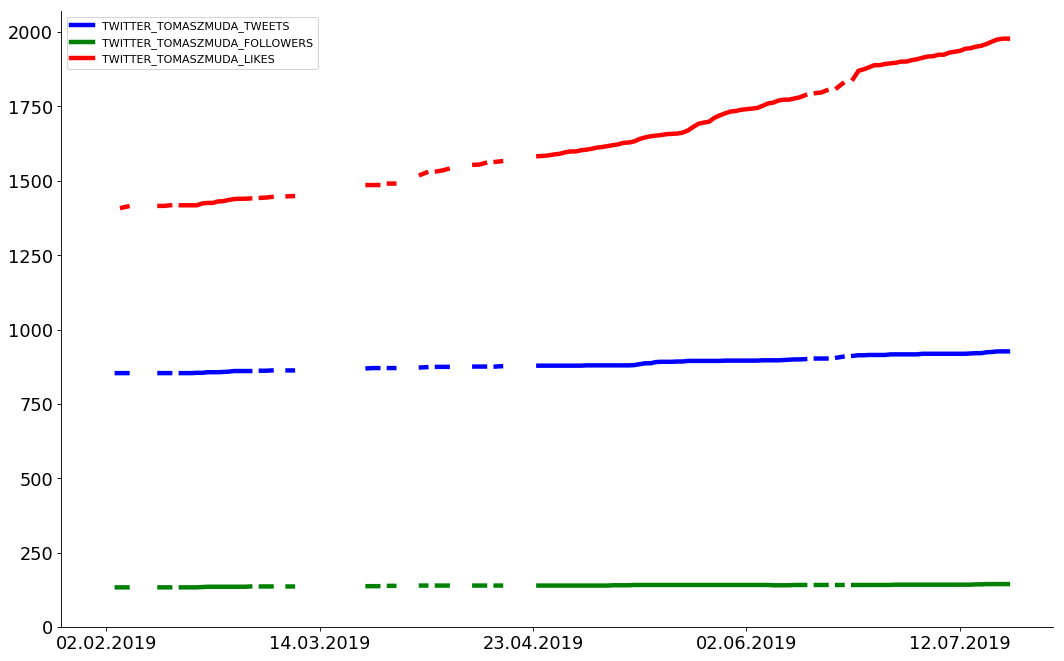 TWITTER_TOMASZMUDA_TWEETS
TWITTER_TOMASZMUDA_FOLLOWERS
TWITTER_TOMASZMUDA_LIKES
2000
1750
1500
1250
1000
750
500
250
0
02.02.2019 14.03.2019 23.04.2019 02.06.2019 12.07.2019